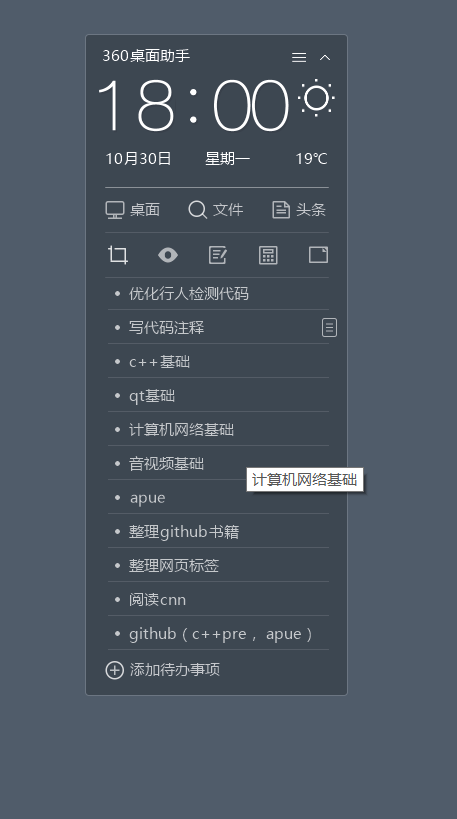 360桌面助手
18:00
10月30日 星期一 19℃
桌面 文件 头条
优化行人检测代码
写代码注释
c++基础
qt基础
计算机网络基础
音视频基础
计算机网络基础
apue
整理github书籍
整理网页标签
阅读cnn
github（c++pre，apue）
添加待办事项